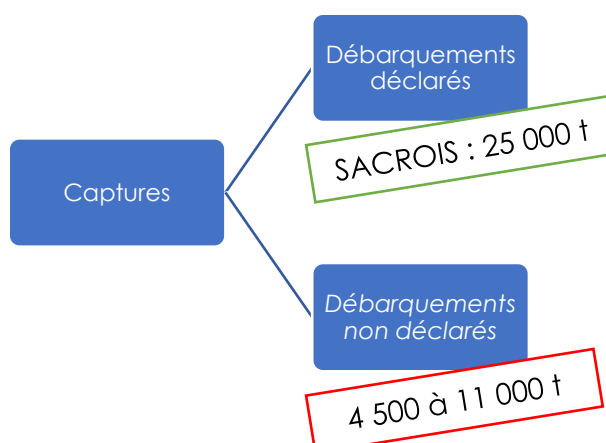 Débarquements
déclarés
SACROIS : 25 000 t
Captures
Débarquements
non déclarés
4 500 à 11 000 t